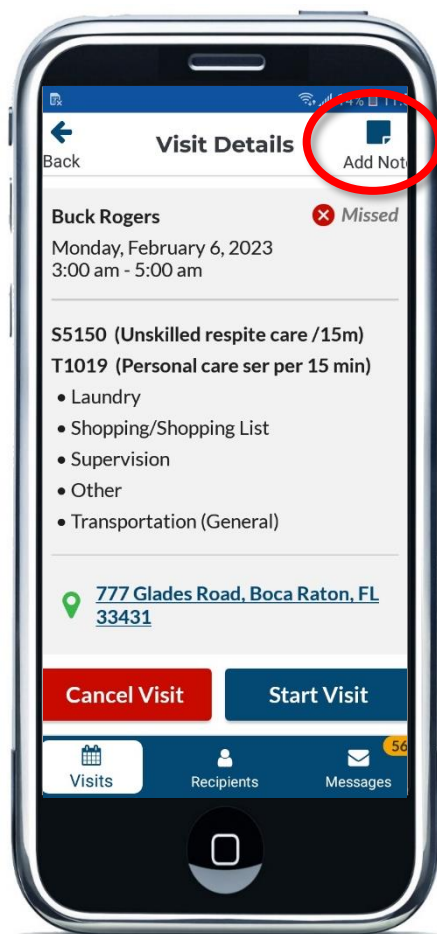 Back
Visit Details
Add Not
Buck Rogers
Missed
Monday, February 6, 2023
3:00 am - 5:00 am
S5150 (Unskilled respite care /15m)
T1019 (Personal care ser per 15 min)
• Laundry
• Shopping/Shopping List
• Supervision
• Other
• Transportation (General)
777 Glades Road, Boca Raton, FL
33431
Cancel Visit
Start Visit
56
Visits
Recipients
Messages